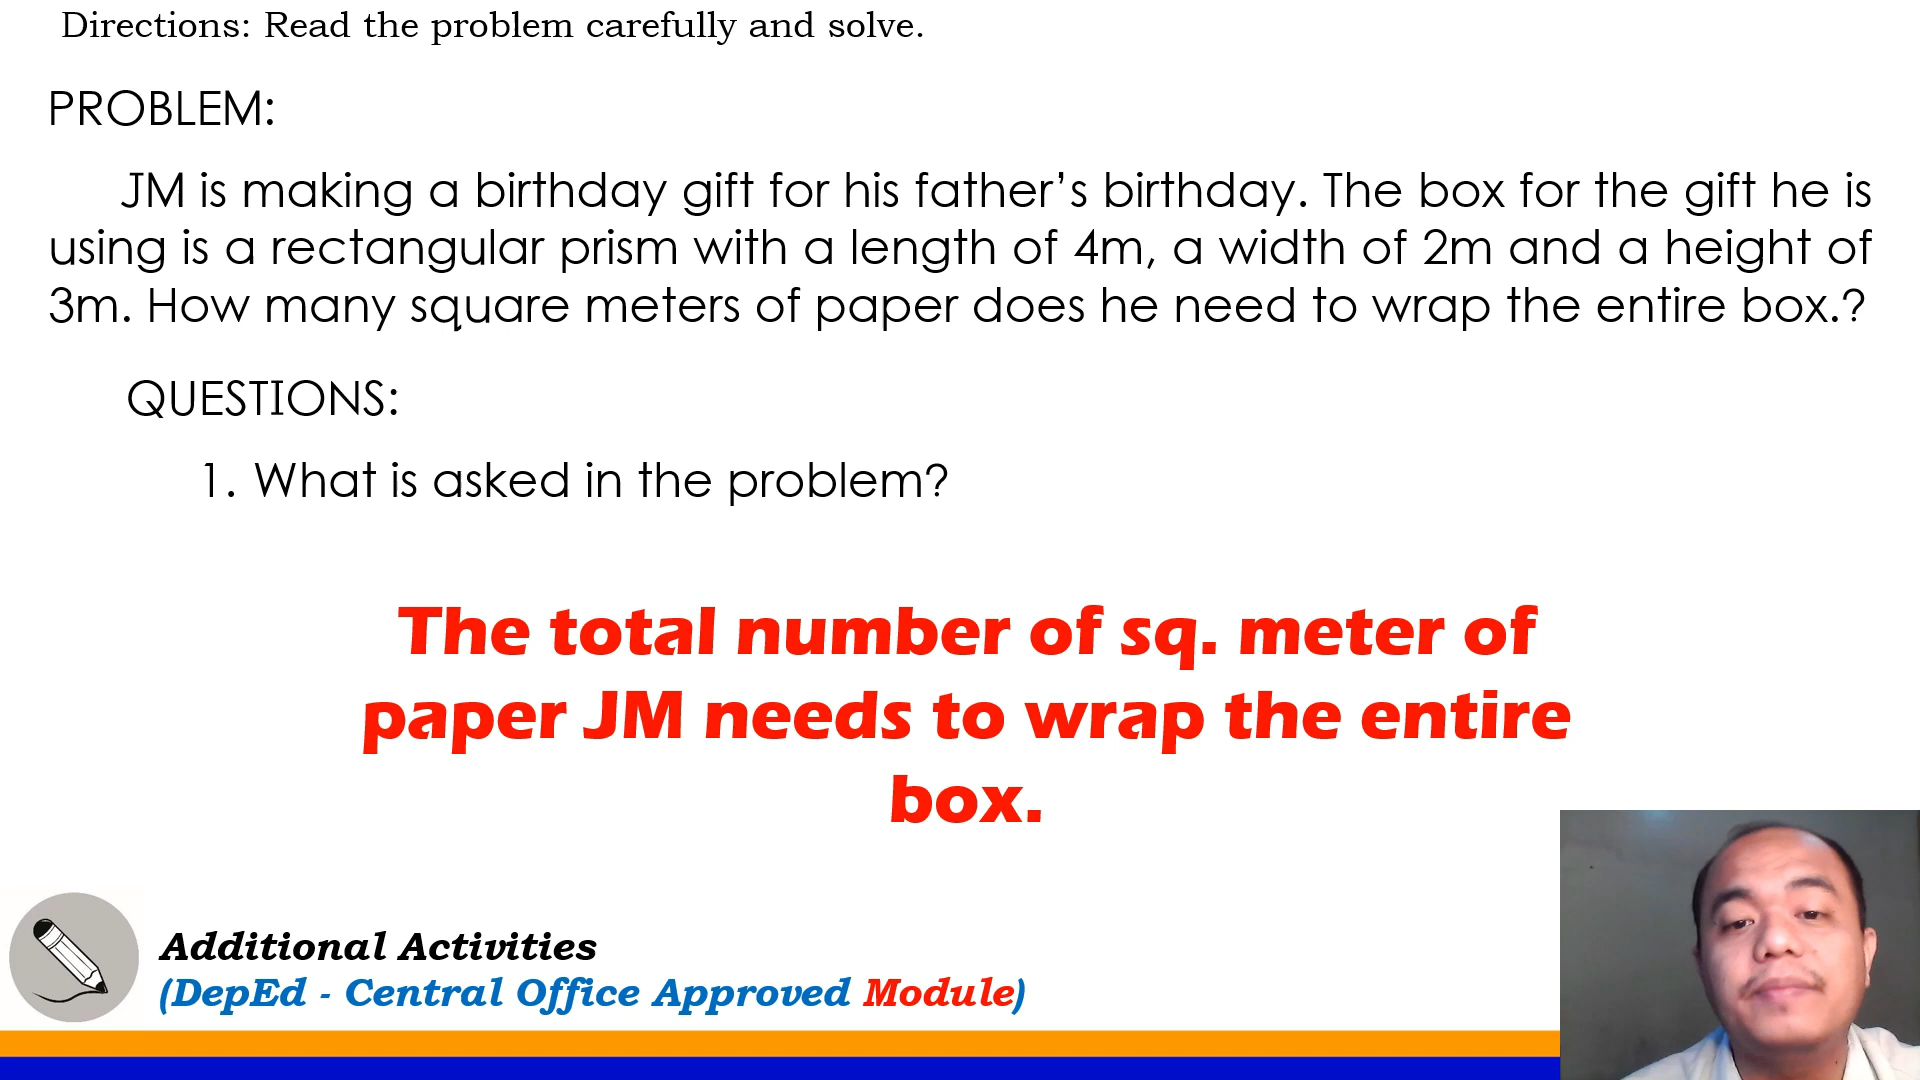 Directions: Read the problem carefully and solve.
PROBLEM:
JM is making a birthday gift for his father’s birthday. The box for the gift he is
using is a rectangular prism with a length of 4m, a width of 2m and a height of
3m. How many square meters of paper does he need to wrap the entire box.?
QUESTIONS:
1. What is asked in the problem?
The total number of sq. meter of
paper JM needs to wrap the entire
box.
Additional Activities
(DepEd - Central Office Approved Module)